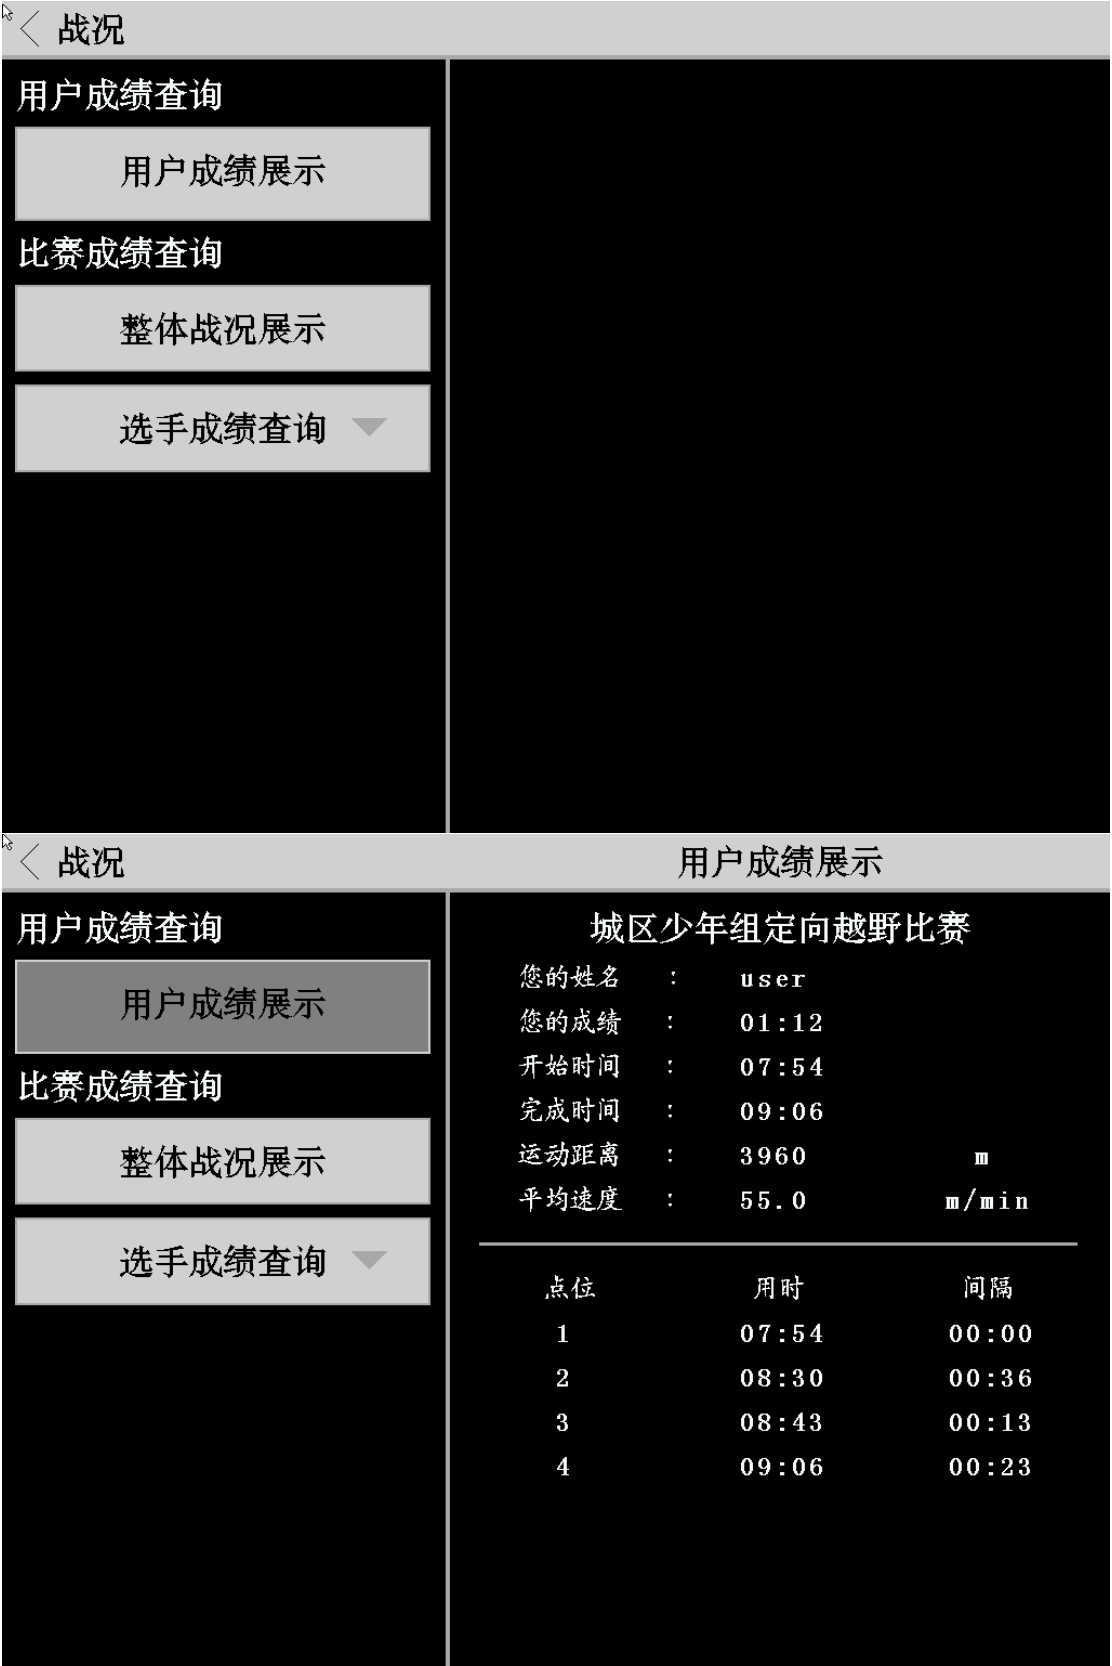 战况
用户成绩查询
用户成绩展示
比赛成绩查询
整体战况展示
选手成绩查询
战况
用户成绩展示
用户成绩查询
用户成绩展示
比赛成绩查询
整体战况展示
选手成绩查询
城区少年组定向越野比赛
您的姓名 : user
您的成绩 : 01:12
开始时间 : 07:54
完成时间 : 09:06
运动距离 : 3960 m
平均速度 : 55.0 m/min
点位 用时 间隔
1 07:54 00:00
2 08:30 00:36
3 08:43 00:13
4 09:06 00:23